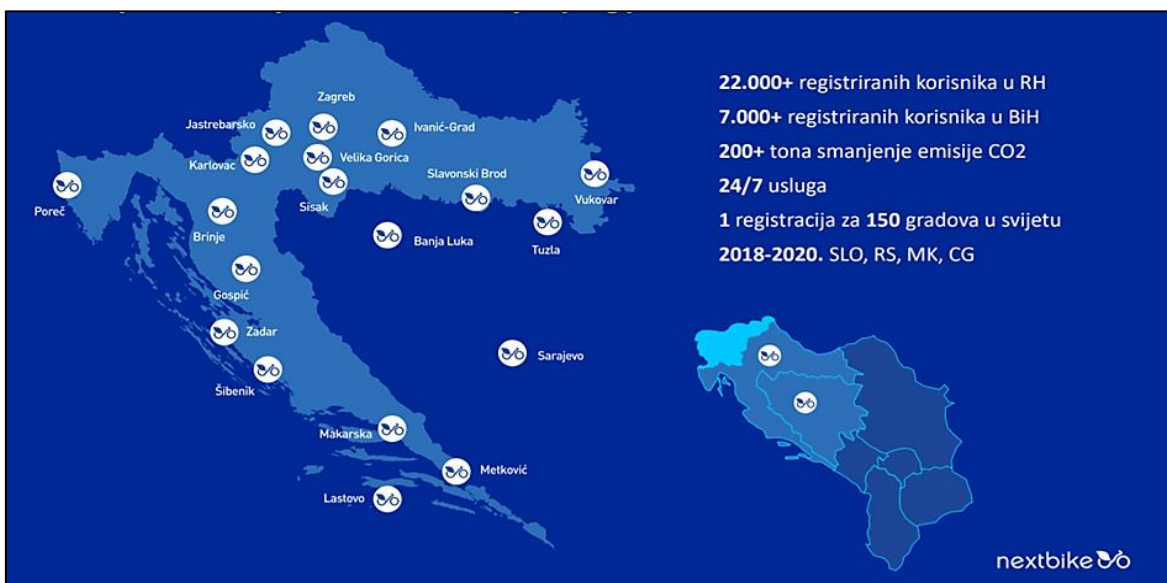 Zagreb
Jastrebarsko
Ivanić-Grad
Karlovac
Velika Gorica
Slavonski Brod
Poreč
Sisak
Vukovar
Brinje
Banja Luka
Tuzla
Gospić
Zadar
Sarajevo
Šibenik
Makarska
Metković
Lastovo
22.000+ registriranih korisnika u RH
7.000+ registriranih korisnika u BiH
200+ tona smanjenje emisije CO2
24/7 usluga
1 registracija za 150 gradova u svijetu
2018-2020. SLO, RS, MK, CG
nextbike